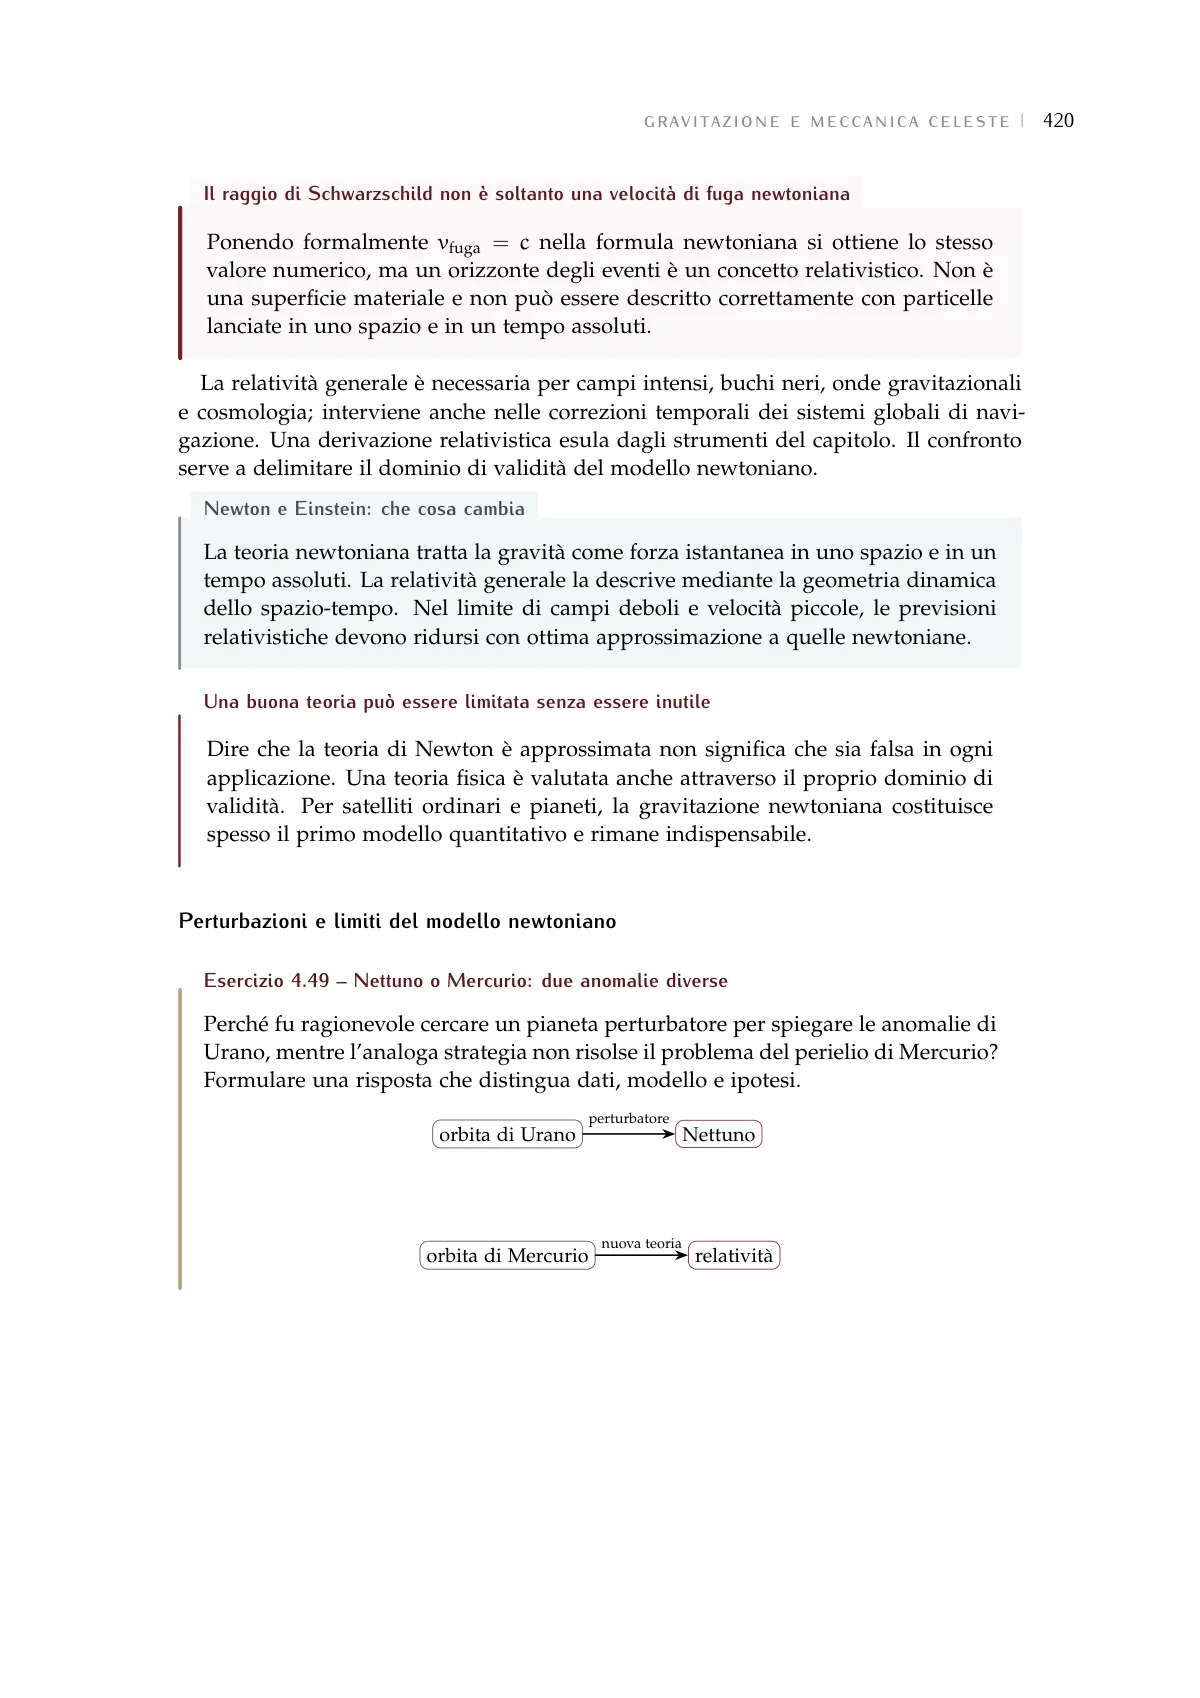 GRAVITAZIONE E MECCANICA CELESTE | 420
Il raggio di Schwarzschild non è soltanto una velocità di fuga newtoniana
Ponendo formalmente v_fuga = c nella formula newtoniana si ottiene lo stesso
valore numerico, ma un orizzonte degli eventi è un concetto relativistico. Non è
una superficie materiale e non può essere descritto correttamente con particelle
lanciate in uno spazio e in un tempo assoluti.
La relatività generale è necessaria per campi intensi, buchi neri, onde gravitazionali
e cosmologia; interviene anche nelle correzioni temporali dei sistemi globali di navi-
gazione. Una derivazione relativistica esula dagli strumenti del capitolo. Il confronto
serve a delimitare il dominio di validità del modello newtoniano.
Newton e Einstein: che cosa cambia
La teoria newtoniana tratta la gravità come forza istantanea in uno spazio e in un
tempo assoluti. La relatività generale la descrive mediante la geometria dinamica
dello spazio-tempo. Nel limite di campi deboli e velocità piccole, le previsioni
relativistiche devono ridursi con ottima approssimazione a quelle newtoniane.
Una buona teoria può essere limitata senza essere inutile
Dire che la teoria di Newton è approssimata non significa che sia falsa in ogni
applicazione. Una teoria fisica è valutata anche attraverso il proprio dominio di
validità. Per satelliti ordinari e pianeti, la gravitazione newtoniana costituisce
spesso il primo modello quantitativo e rimane indispensabile.
Perturbazioni e limiti del modello newtoniano
Esercizio 4.49 – Nettuno o Mercurio: due anomalie diverse
Perché fu ragionevole cercare un pianeta perturbatore per spiegare le anomalie di
Urano, mentre l'analoga strategia non risolse il problema del perielio di Mercurio?
Formulare una risposta che distingua dati, modello e ipotesi.
orbita di Urano perturbatore Nettuno
orbita di Mercurio nuova teoria relatività